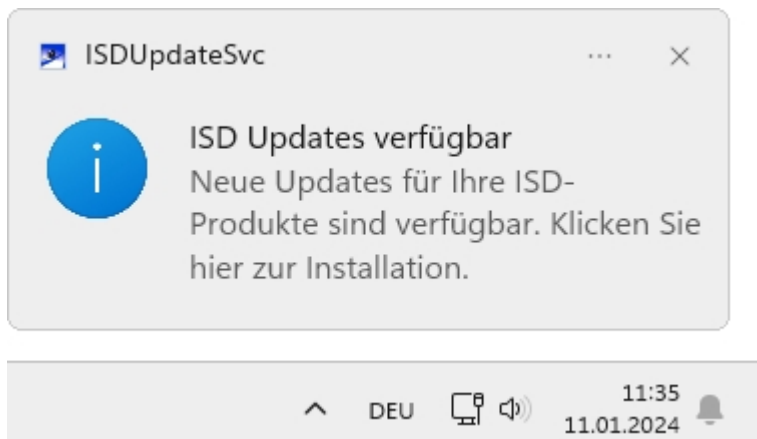 ISDUpdateSvc
ISD Updates verfügbar
Neue Updates für Ihre ISD-
Produkte sind verfügbar. Klicken Sie
hier zur Installation.
DEU
11:35
11.01.2024